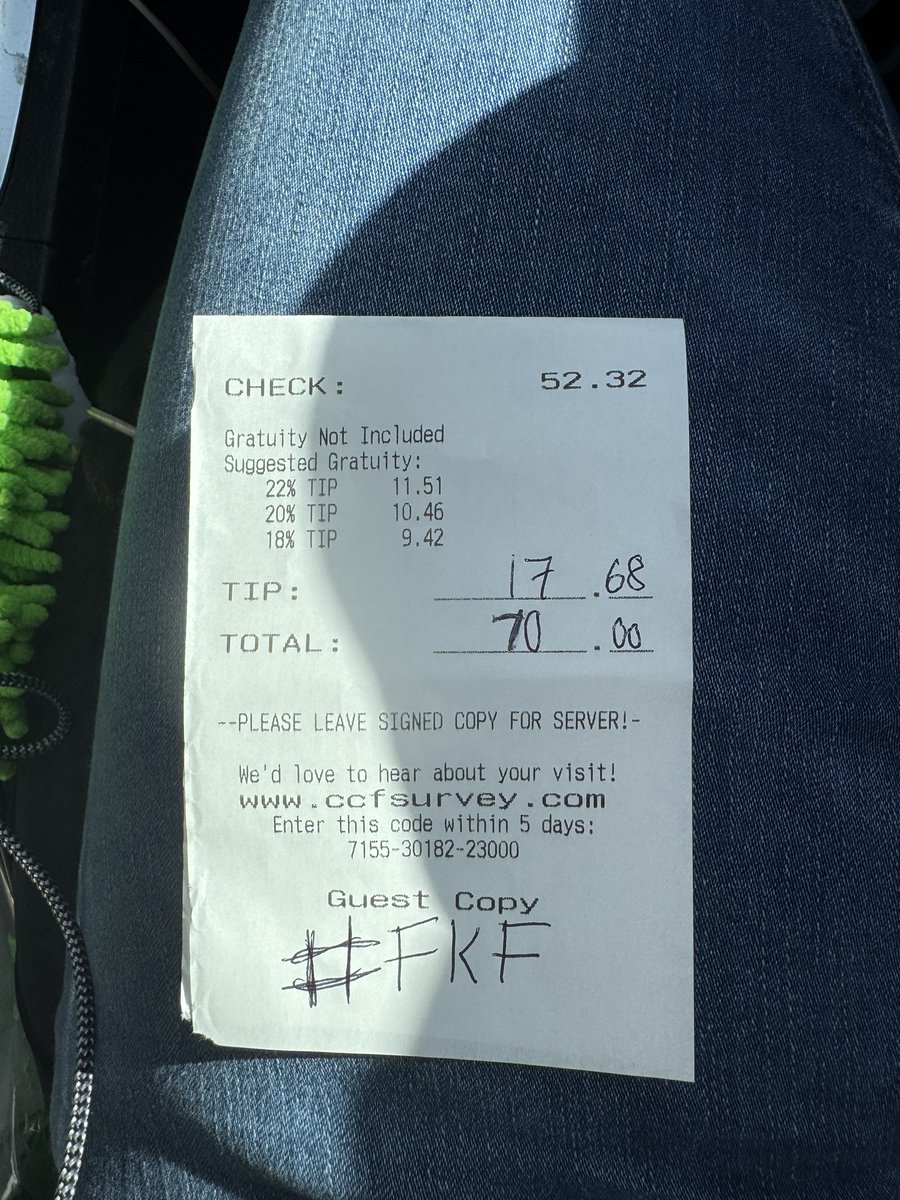 CHECK: 52.32
Gratuity Not Included
Suggested Gratuity:
22% TIP 11.51
20% TIP 10.46
18% TIP 9.42
TIP: 17.68
TOTAL: 70.00
--PLEASE LEAVE SIGNED COPY FOR SERVER!-
We'd love to hear about your visit!
www.ccfsurvey.com
Enter this code within 5 days:
7155-30182-23000
Guest Copy
#FKF